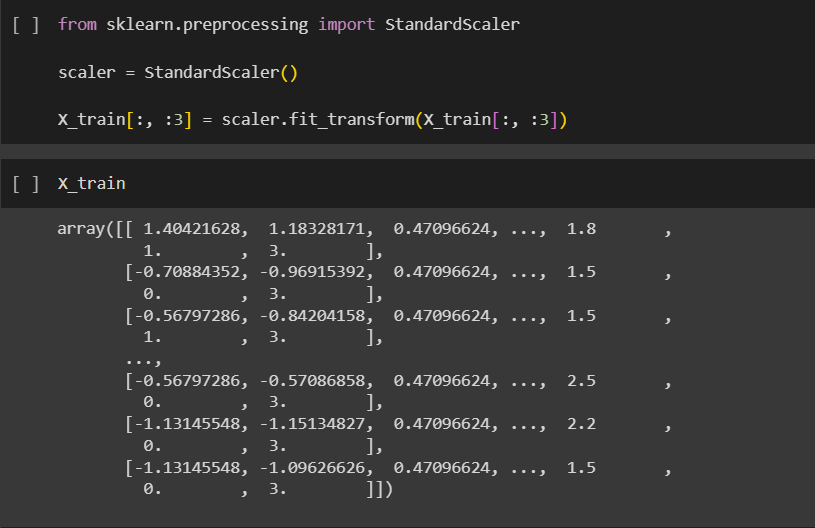 [ ] from sklearn.preprocessing import StandardScaler
scaler = StandardScaler()
X_train[:, :3] = scaler.fit_transform(X_train[:, :3])
[ ] X_train
array([[ 1.40421628,  1.18328171,  0.47096624, ...,  1.8       ,
         1.        ,  3.        ],
       [-0.70884352, -0.96915392,  0.47096624, ...,  1.5       ,
         0.        ,  3.        ],
       [-0.56797286, -0.84204158,  0.47096624, ...,  1.5       ,
         1.        ,  3.        ],
       ...,
       [-0.56797286, -0.57086858,  0.47096624, ...,  2.5       ,
         0.        ,  3.        ],
       [-1.13145548, -1.15134827,  0.47096624, ...,  2.2       ,
         0.        ,  3.        ],
       [-1.13145548, -1.09626626,  0.47096624, ...,  1.5       ,
         0.        ,  3.        ]])